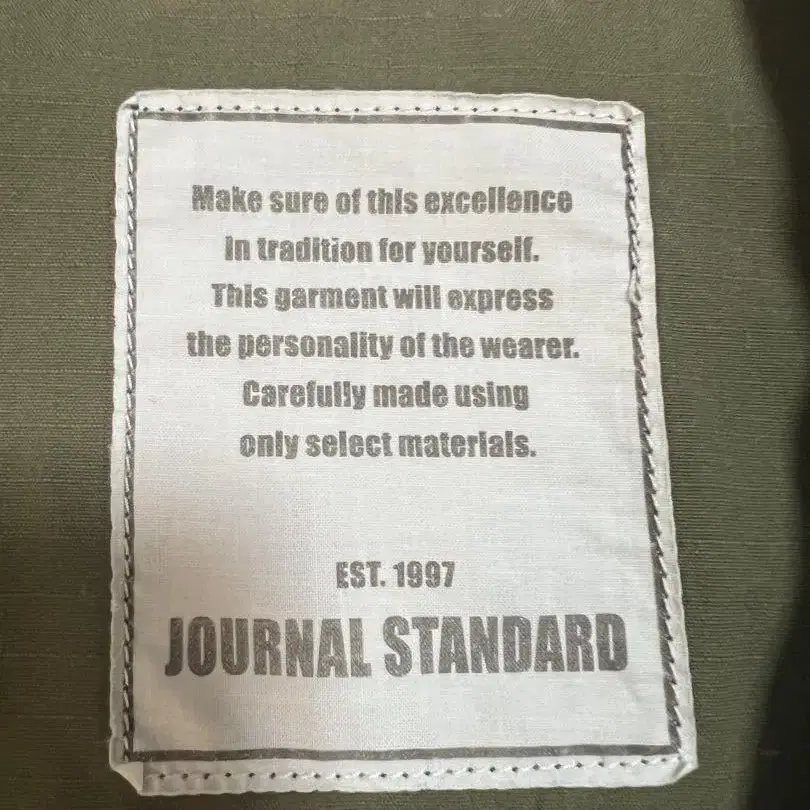 Make sure of this excellence
in tradition for yourself.
This garment will express
the personality of the wearer.
Carefully made using
only select materials.
EST. 1997
JOURNAL STANDARD